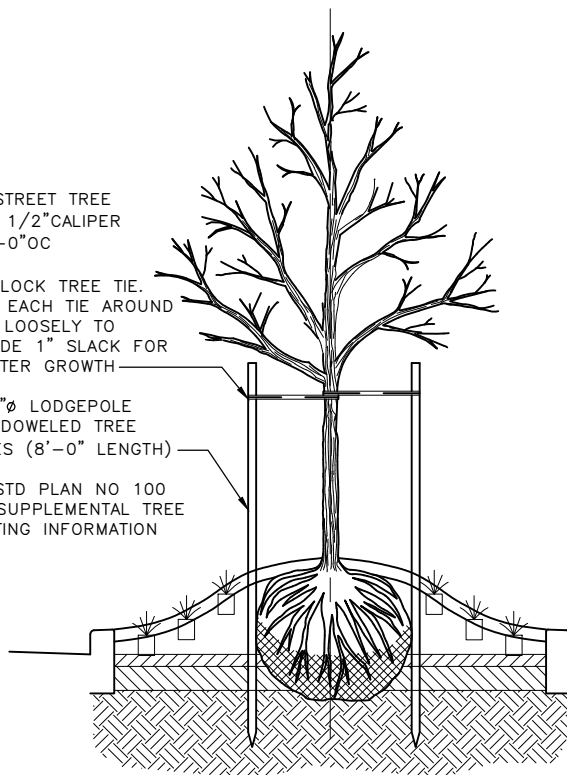 STREET TREE
1/2"CALIPER
-0"OC
LOCK TREE TIE.
EACH TIE AROUND
LOOSELY TO
DE 1" SLACK FOR
TER GROWTH
"ø LODGEPOLE
DOWELED TREE
ES (8'-0" LENGTH)
STD PLAN NO 100
SUPPLEMENTAL TREE
TING INFORMATION